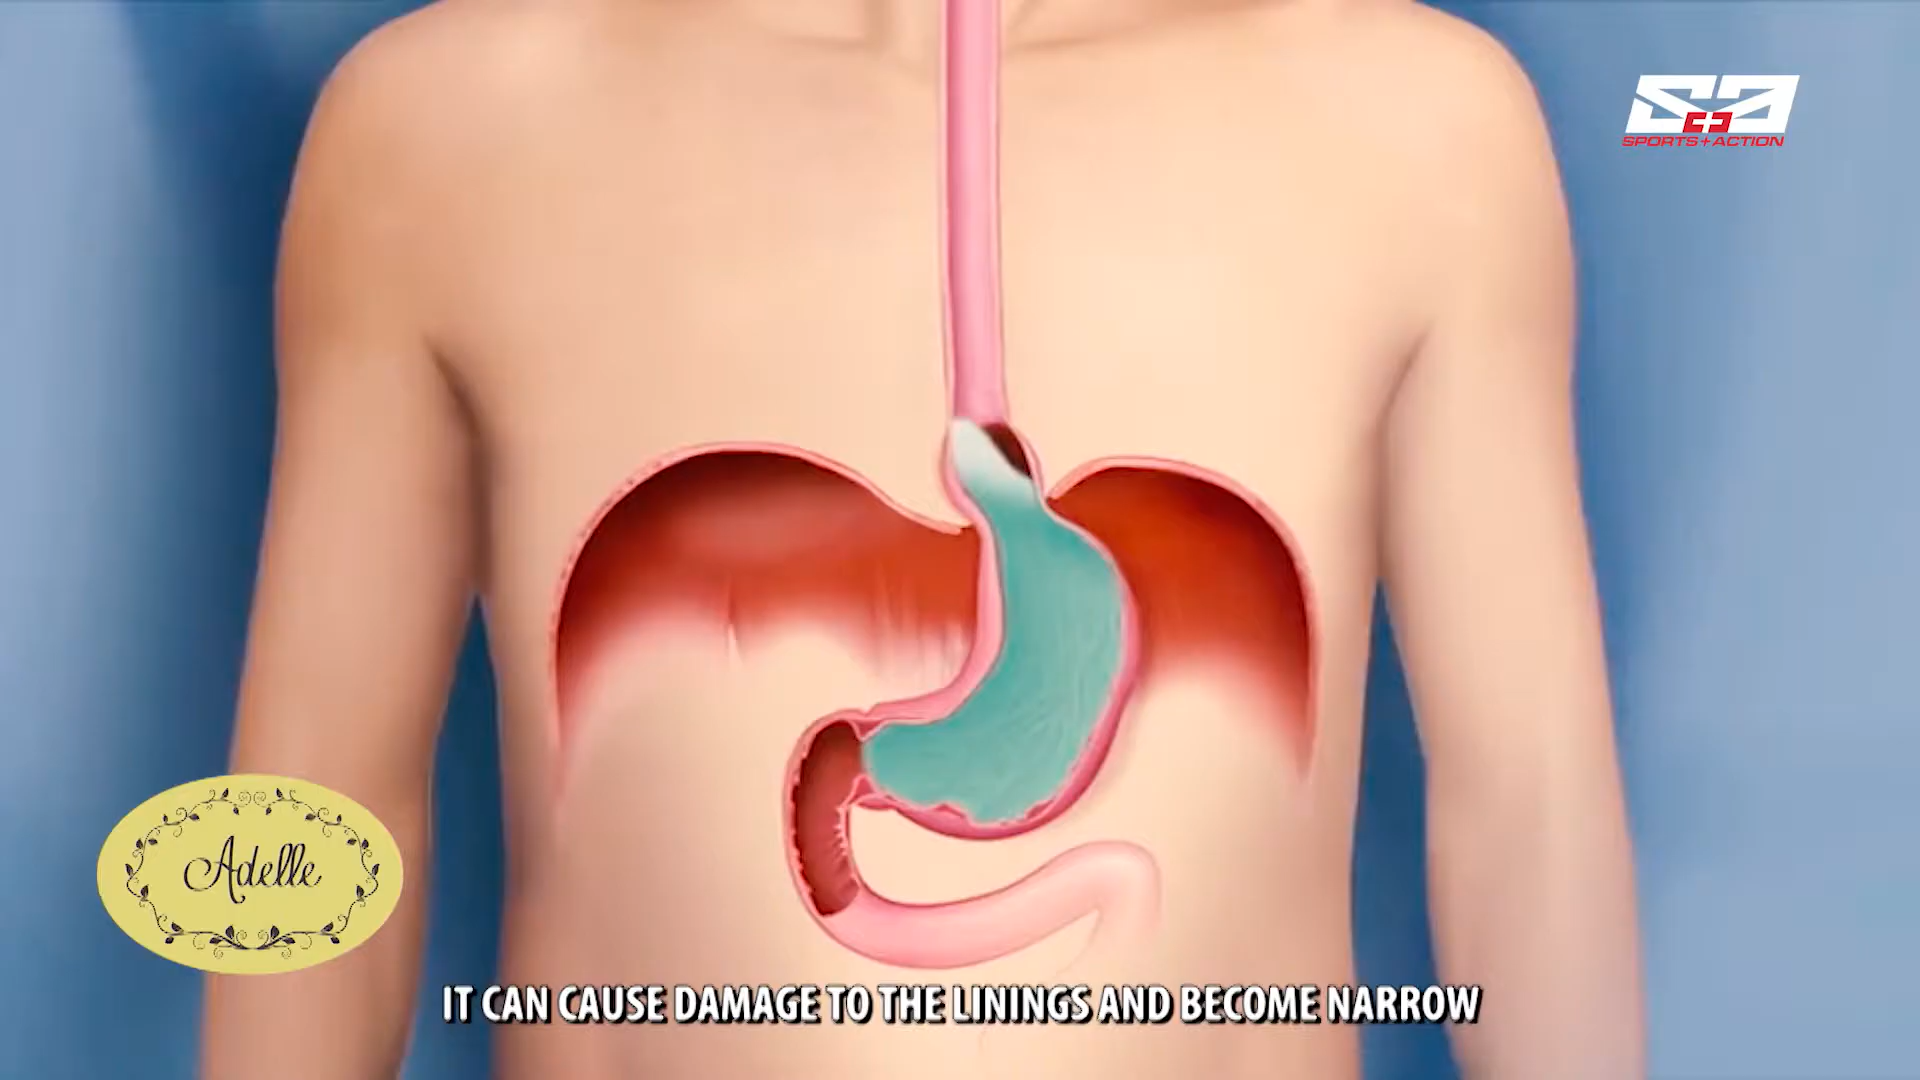 SPORTS+ACTION
Adelle
IT CAN CAUSE DAMAGE TO THE LININGS AND BECOME NARROW